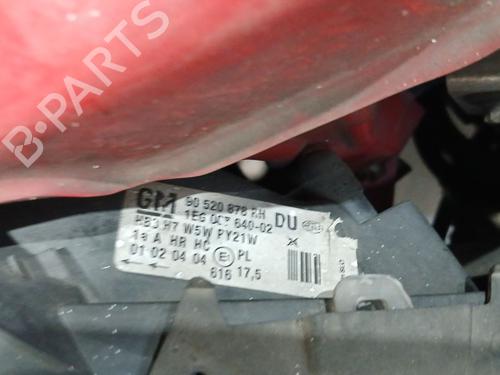 B-PARTS
GM 90 520 878 RH DU
1EG 007 640-02
HB3 H7 W5W PY21W
1a A HR HC PL
01 02 04 04 616 17,5